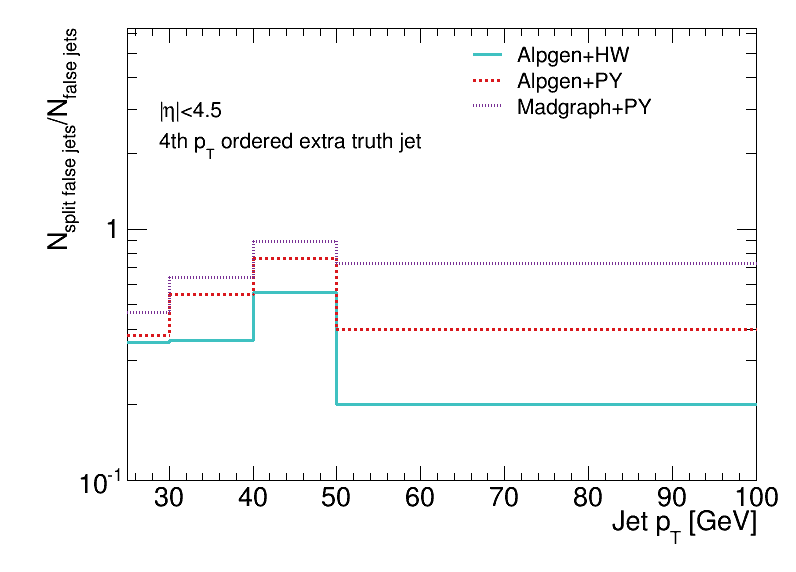 N_split false jets/N_false jets
Alpgen+HW
Alpgen+PY
Madgraph+PY
|η|<4.5
4th p_T ordered extra truth jet
1
10^-1
30 40 50 60 70 80 90 100
Jet p_T [GeV]